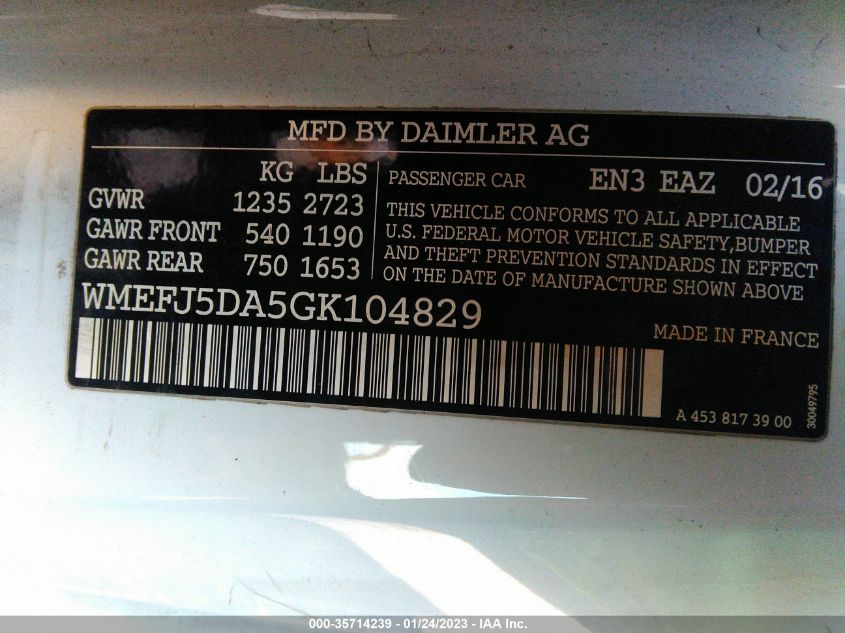 MFD BY DAIMLER AG
KG LBS
GVWR 1235 2723
GAWR FRONT 540 1190
GAWR REAR 750 1653
PASSENGER CAR EN3 EAZ 02/16
THIS VEHICLE CONFORMS TO ALL APPLICABLE
U.S. FEDERAL MOTOR VEHICLE SAFETY,BUMPER
AND THEFT PREVENTION STANDARDS IN EFFECT
ON THE DATE OF MANUFACTURE SHOWN ABOVE
WMEFJ5DA5GK104829
MADE IN FRANCE
A 453 817 39 00
30049795
000-35714239 - 01/24/2023 - IAA Inc.